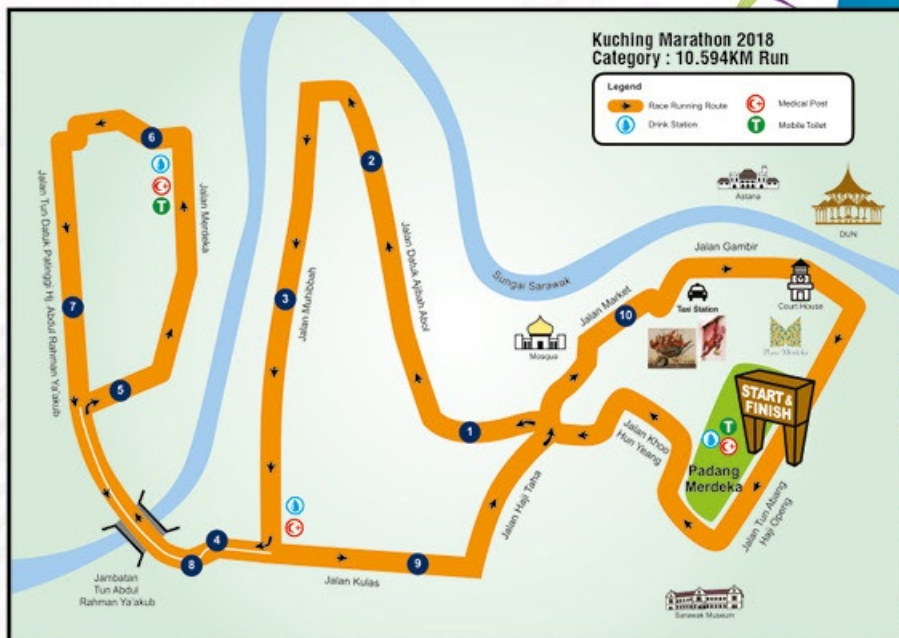 Kuching Marathon 2018
Category : 10.594KM Run
Legend
Race Running Route
Medical Post
Drink Station
T
Mobile Toilet
6
T
Jalan Tun Datuk Patinggi Hj. Abdul Rahman Ya'akub
Jalan Merdeka
7
5
2
3
Jalan Muhibbah
Jalan Datuk Ajibah Abol
1
Sungai Sarawak
Astana
DUN
Jalan Gambir
Court House
Jalan Market
10
Taxi Station
Mosque
Plaza Merdeka
START &
FINISH
T
Padang
Merdeka
Jalan Khoo
Hun Yeang
Jalan Tun Abang
Haji Openg
Jalan Haji Taha
4
8
9
Jalan Kulas
Jambatan
Tun Abdul
Rahman Ya'akub
Sarawak Museum